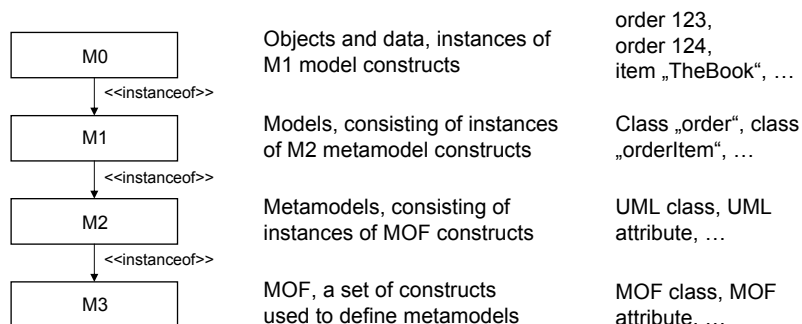 M0
Objects and data, instances of
M1 model constructs
order 123,
order 124,
item „TheBook“, …
<<instanceof>>
M1
Models, consisting of instances
of M2 metamodel constructs
Class „order“, class
„orderItem“, …
<<instanceof>>
M2
Metamodels, consisting of
instances of MOF constructs
UML class, UML
attribute, …
<<instanceof>>
M3
MOF, a set of constructs
used to define metamodels
MOF class, MOF
attribute, …